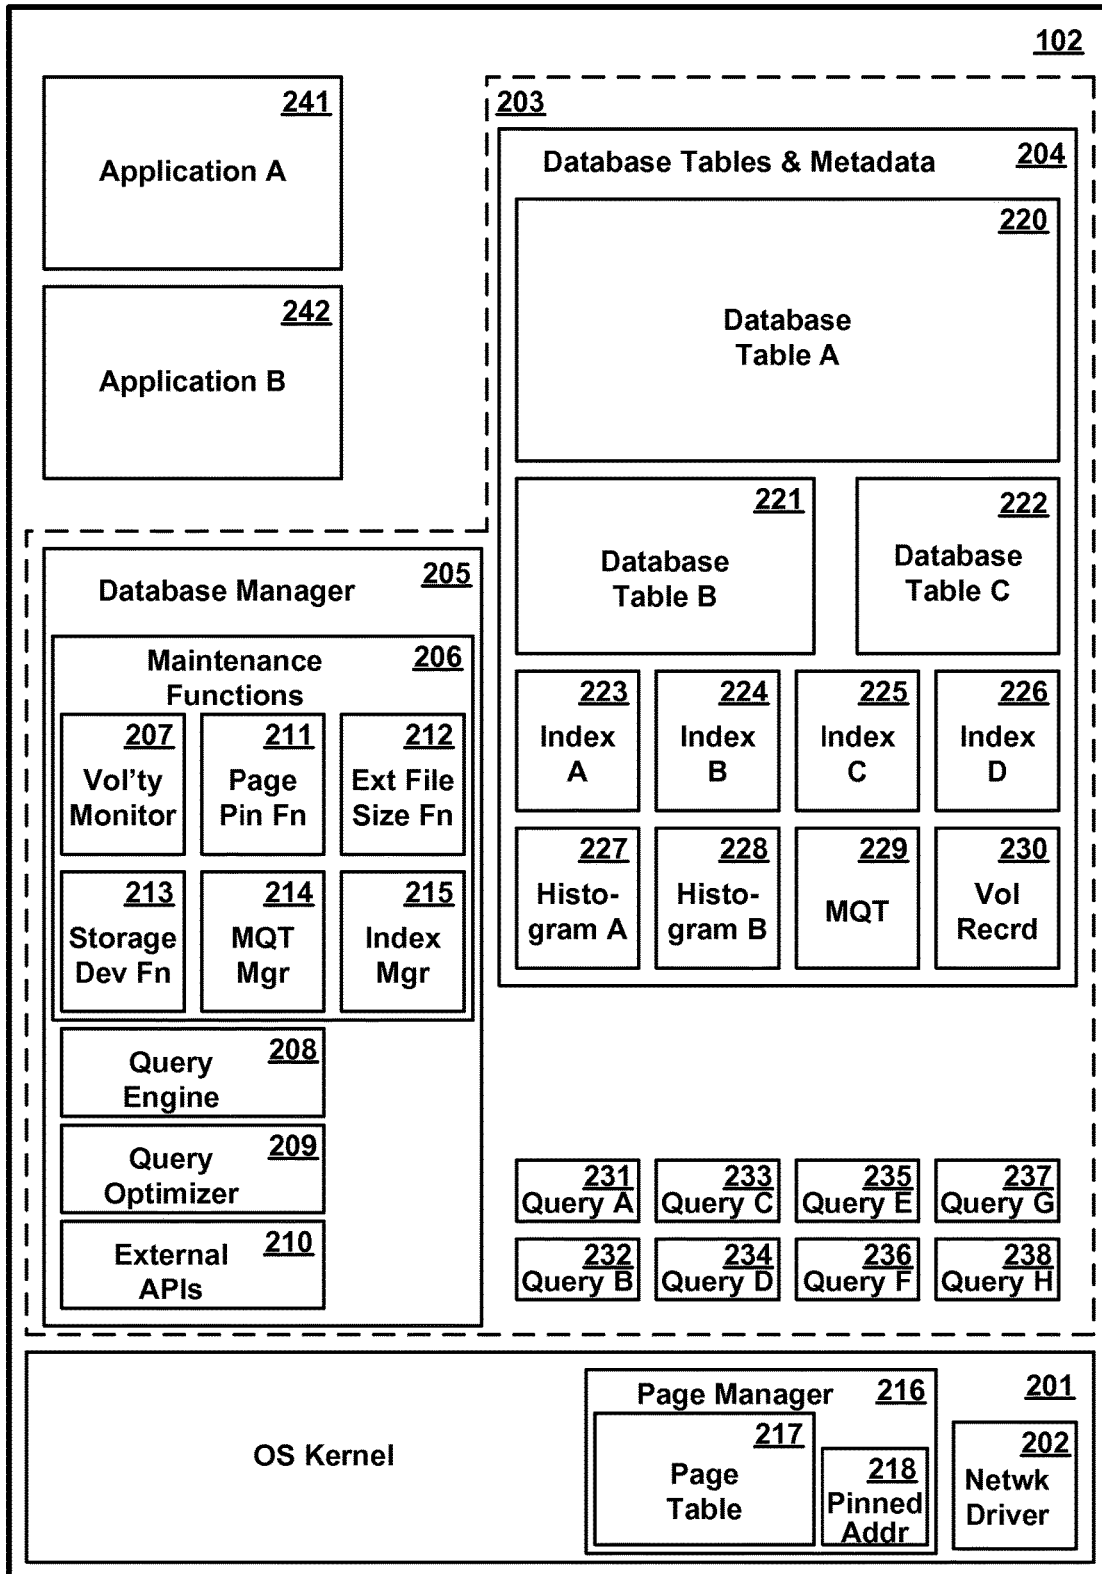 102
241
Application A
242
Application B
203
Database Tables & Metadata 204
220
Database
Table A
221
Database
Table B
222
Database
Table C
223
Index
A
224
Index
B
225
Index
C
226
Index
D
227
Histo-
gram A
228
Histo-
gram B
229
MQT
230
Vol
Recrd
Database Manager 205
Maintenance 206
Functions
207
Vol'ty
Monitor
211
Page
Pin Fn
212
Ext File
Size Fn
213
Storage
Dev Fn
214
MQT
Mgr
215
Index
Mgr
208
Query
Engine
209
Query
Optimizer
210
External
APIs
231
Query A
233
Query C
235
Query E
237
Query G
232
Query B
234
Query D
236
Query F
238
Query H
OS Kernel
201
Page Manager 216
217
Page
Table
218
Pinned
Addr
202
Netwk
Driver